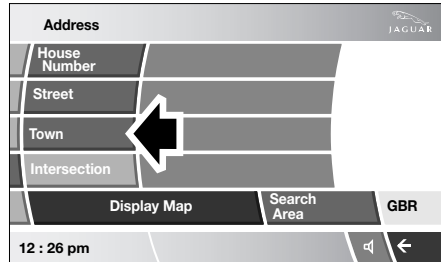 Address
JAGUAR
House
Number
Street
Town
Intersection
Display Map
Search
Area
GBR
12 : 26 pm